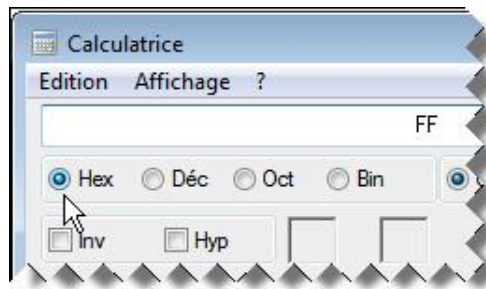 Calculatrice
Edition Affichage ?
FF
Hex Déc Oct Bin
Inv Hyp